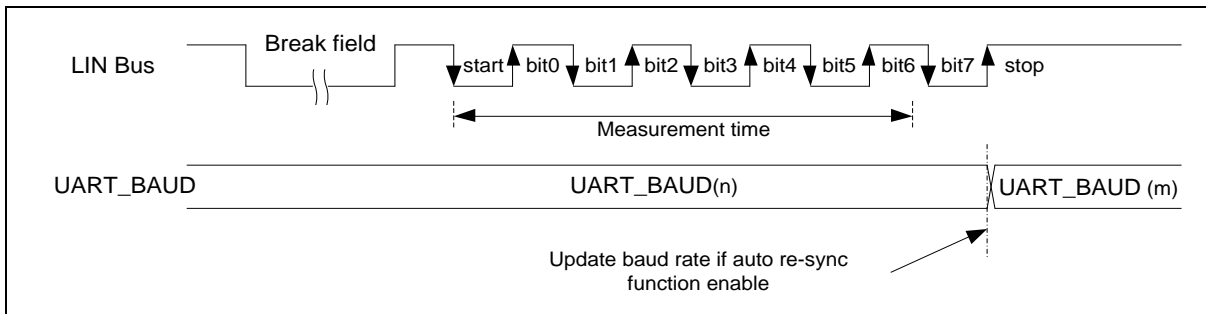 Break field
LIN Bus
start bit0 bit1 bit2 bit3 bit4 bit5 bit6 bit7 stop
Measurement time
UART_BAUD
UART_BAUD(n)
UART_BAUD (m)
Update baud rate if auto re-sync
function enable